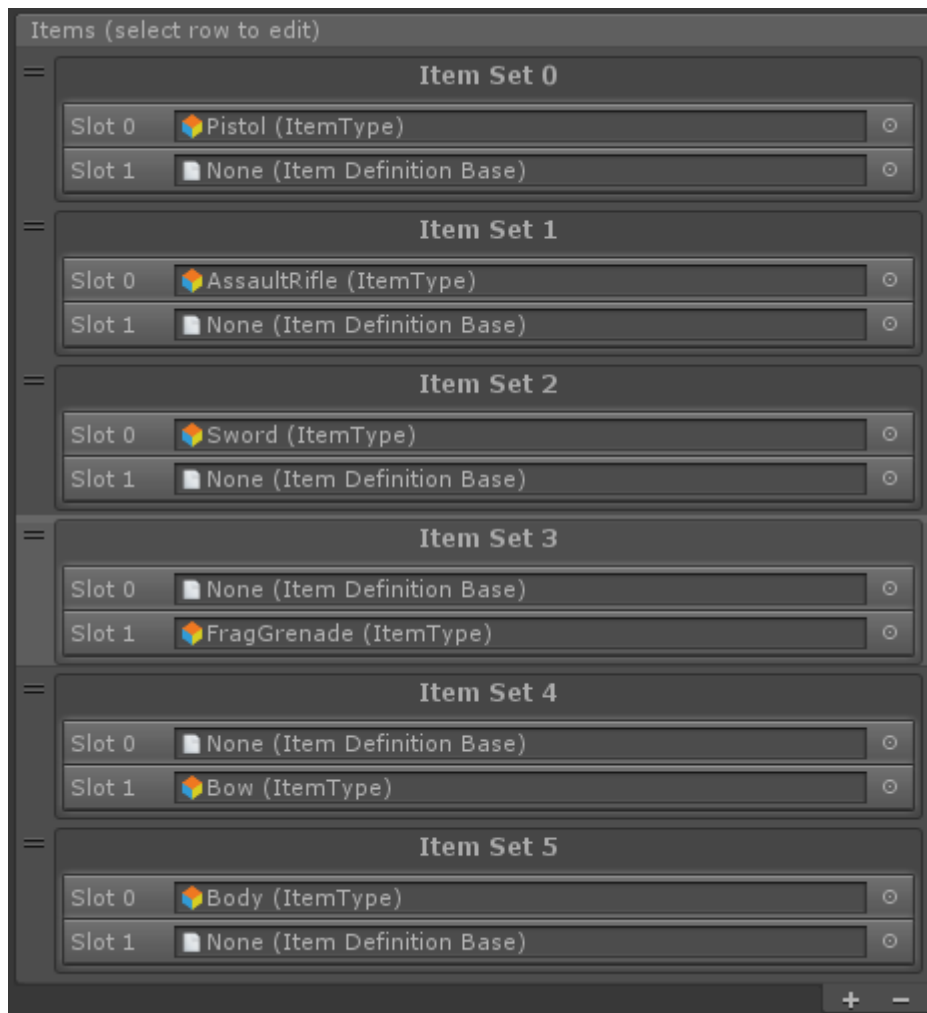 Items (select row to edit)
Item Set 0
Slot 0 Pistol (ItemType)
Slot 1 None (Item Definition Base)
Item Set 1
Slot 0 AssaultRifle (ItemType)
Slot 1 None (Item Definition Base)
Item Set 2
Slot 0 Sword (ItemType)
Slot 1 None (Item Definition Base)
Item Set 3
Slot 0 None (Item Definition Base)
Slot 1 FragGrenade (ItemType)
Item Set 4
Slot 0 None (Item Definition Base)
Slot 1 Bow (ItemType)
Item Set 5
Slot 0 Body (ItemType)
Slot 1 None (Item Definition Base)
+ −